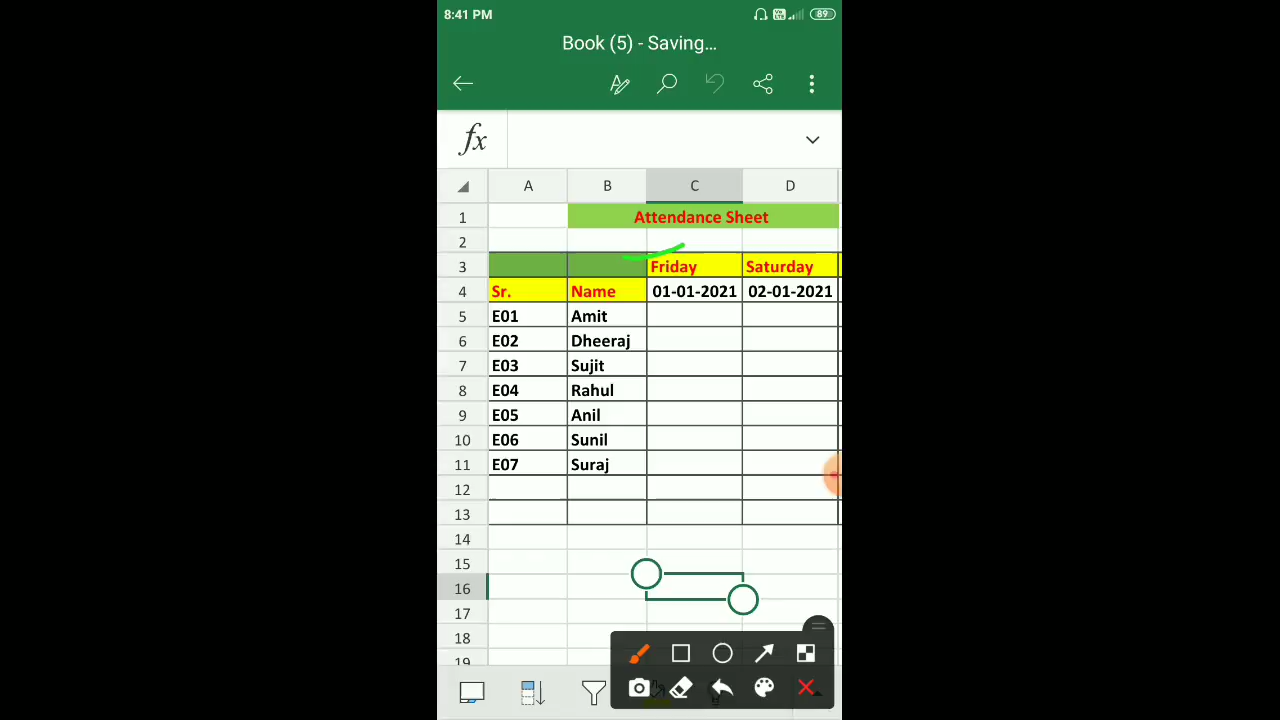 8:41 PM 89
Book (5) - Saving...
fx
A B C D
1 Attendance Sheet
2
3 Friday Saturday
4 Sr. Name 01-01-2021 02-01-2021
5 E01 Amit
6 E02 Dheeraj
7 E03 Sujit
8 E04 Rahul
9 E05 Anil
10 E06 Sunil
11 E07 Suraj
12
13
14
15
16
17
18
19